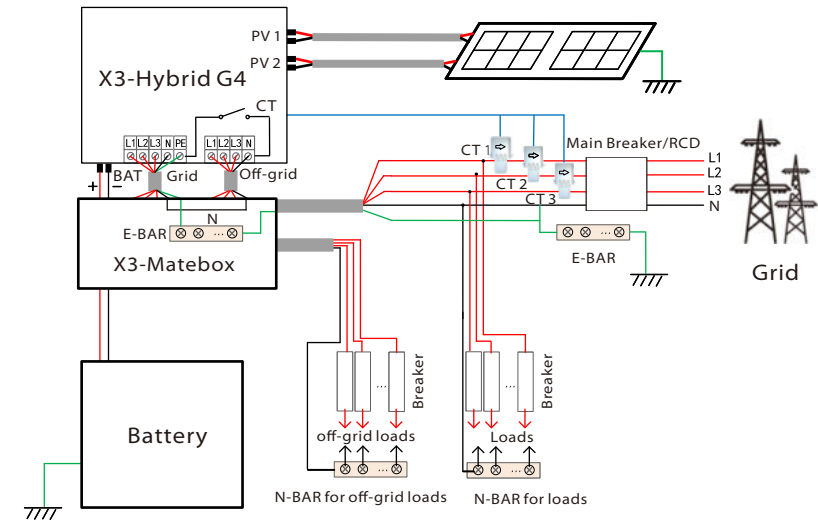 PV 1
PV 2
X3-Hybrid G4
CT
L1 L2 L3 N PE
L1 L2 L3 N
BAT
Grid
Off-grid
+
−
CT 1
CT 2
CT 3
Main Breaker/RCD
L1
L2
L3
N
N
E-BAR
...
X3-Matebox
...
E-BAR
Grid
...
Breaker
...
Breaker
Battery
off-grid loads
Loads
...
...
N-BAR for off-grid loads
N-BAR for loads